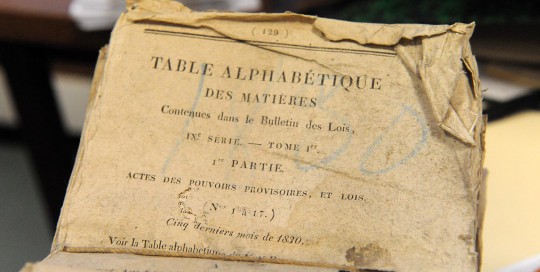 ( 129 )
TABLE ALPHABÉTIQUE
DES MATIÈRES
Contenues dans le Bulletin des Lois,
IXe. SÉRIE. — TOME Ier.
1re PARTIE.
ACTES DES POUVOIRS PROVISOIRES, ET LOIS.
(Nos 1 à 17.)
Cinq derniers mois de 1830.
Voir la Table alphabétique